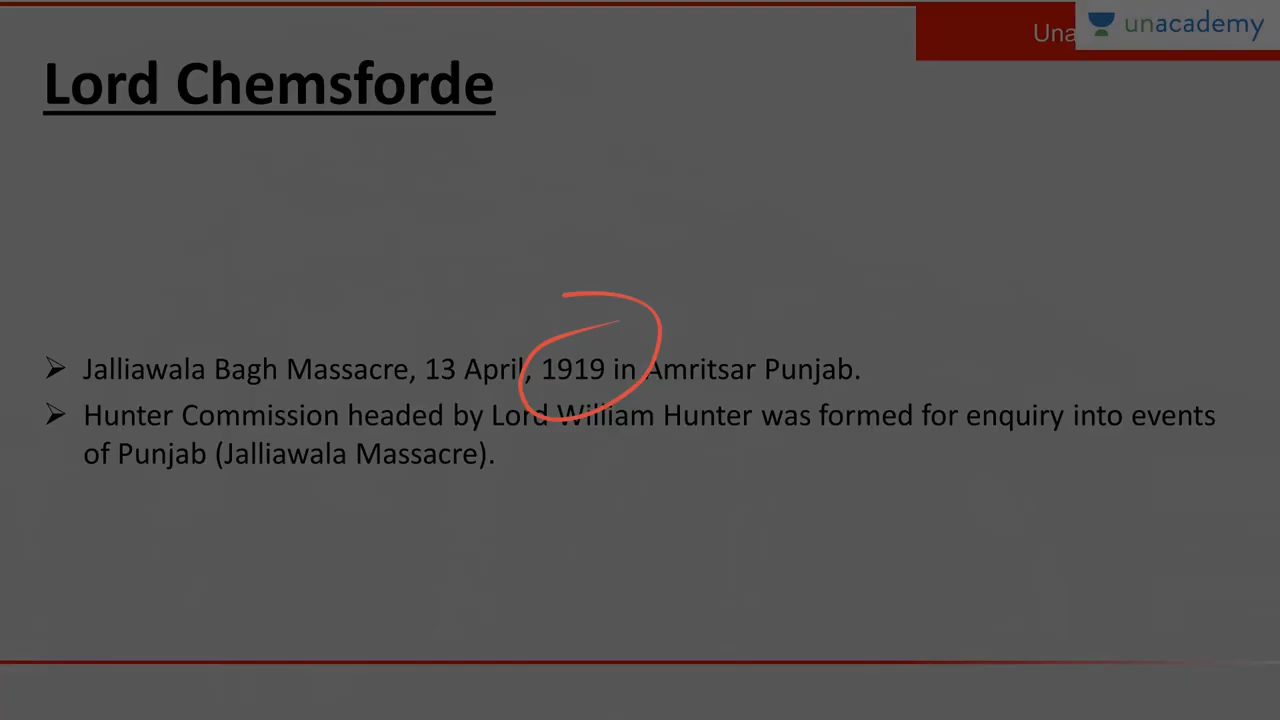 Una
unacademy
Lord Chemsforde
➢ Jalliawala Bagh Massacre, 13 April, 1919 in Amritsar Punjab.
➢ Hunter Commission headed by Lord William Hunter was formed for enquiry into events
of Punjab (Jalliawala Massacre).